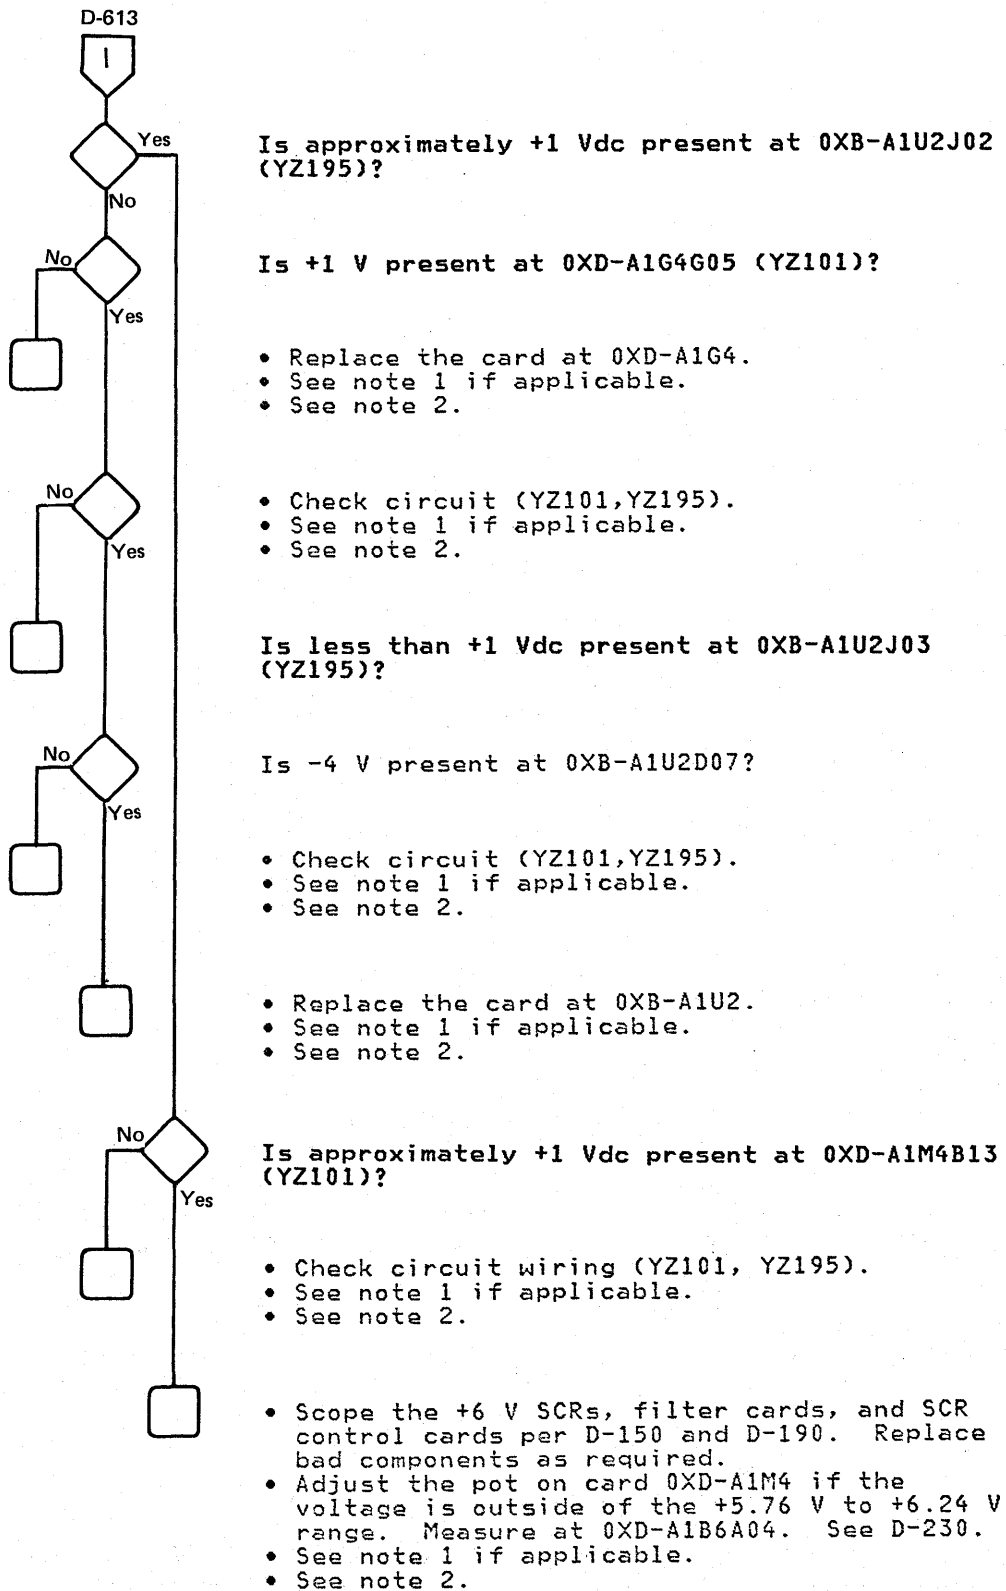 D-613
I
Yes
Is approximately +1 Vdc present at 0XB-A1U2J02
(YZ195)?
No
No
Is +1 V present at 0XD-A1G4G05 (YZ101)?
Yes
• Replace the card at 0XD-A1G4.
• See note 1 if applicable.
• See note 2.
No
• Check circuit (YZ101,YZ195).
• See note 1 if applicable.
• See note 2.
Yes
Is less than +1 Vdc present at 0XB-A1U2J03
(YZ195)?
No
Is -4 V present at 0XB-A1U2D07?
Yes
• Check circuit (YZ101,YZ195).
• See note 1 if applicable.
• See note 2.
• Replace the card at 0XB-A1U2.
• See note 1 if applicable.
• See note 2.
No
Is approximately +1 Vdc present at 0XD-A1M4B13
(YZ101)?
Yes
• Check circuit wiring (YZ101, YZ195).
• See note 1 if applicable.
• See note 2.
• Scope the +6 V SCRs, filter cards, and SCR
control cards per D-150 and D-190. Replace
bad components as required.
• Adjust the pot on card 0XD-A1M4 if the
voltage is outside of the +5.76 V to +6.24 V
range. Measure at 0XD-A1B6A04. See D-230.
• See note 1 if applicable.
• See note 2.